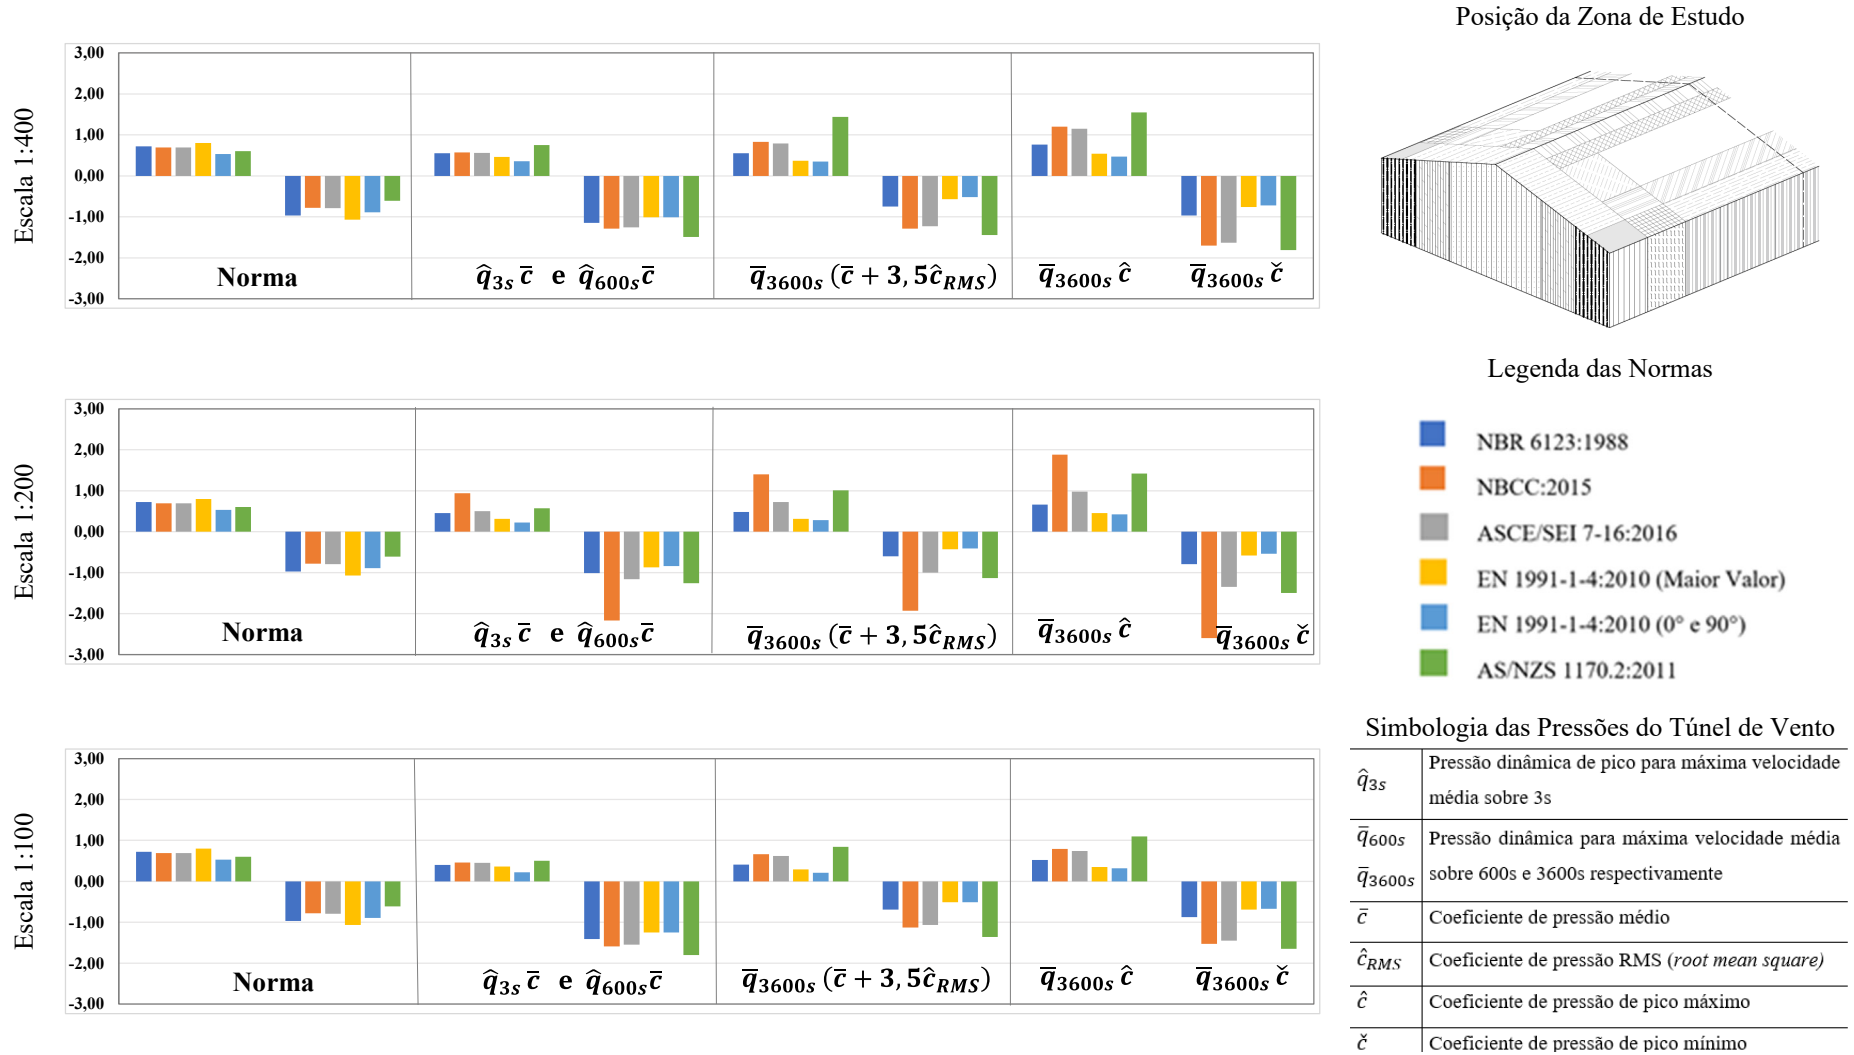 Escala 1:400
3,00
2,00
1,00
0,00
-1,00
-2,00
-3,00
Norma
q̂3s c̄ e q̂600s c̄
q̄3600s (c̄ + 3,5ĉRMS)
q̄3600s ĉ
q̄3600s č
Escala 1:200
3,00
2,00
1,00
0,00
-1,00
-2,00
-3,00
Norma
q̂3s c̄ e q̂600s c̄
q̄3600s (c̄ + 3,5ĉRMS)
q̄3600s ĉ
q̄3600s č
Escala 1:100
3,00
2,00
1,00
0,00
-1,00
-2,00
-3,00
Norma
q̂3s c̄ e q̂600s c̄
q̄3600s (c̄ + 3,5ĉRMS)
q̄3600s ĉ
q̄3600s č
Posição da Zona de Estudo
Legenda das Normas
NBR 6123:1988
NBCC:2015
ASCE/SEI 7-16:2016
EN 1991-1-4:2010 (Maior Valor)
EN 1991-1-4:2010 (0° e 90°)
AS/NZS 1170.2:2011
Simbologia das Pressões do Túnel de Vento
q̂3s Pressão dinâmica de pico para máxima velocidade
média sobre 3s
q̄600s Pressão dinâmica para máxima velocidade média
q̄3600s sobre 600s e 3600s respectivamente
c̄ Coeficiente de pressão médio
ĉRMS Coeficiente de pressão RMS (root mean square)
ĉ Coeficiente de pressão de pico máximo
č Coeficiente de pressão de pico mínimo